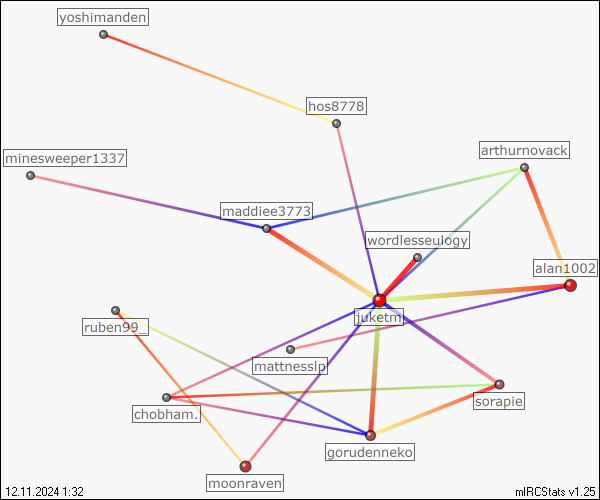 yoshimanden
hos8778
arthurnovack
minesweeper1337
maddiee3773
wordlesseulogy
alan1002
juketm
ruben99_
mattnesslp
chobham.
sorapie
gorudenneko
moonraven
12.11.2024 1:32
mIRCStats v1.25